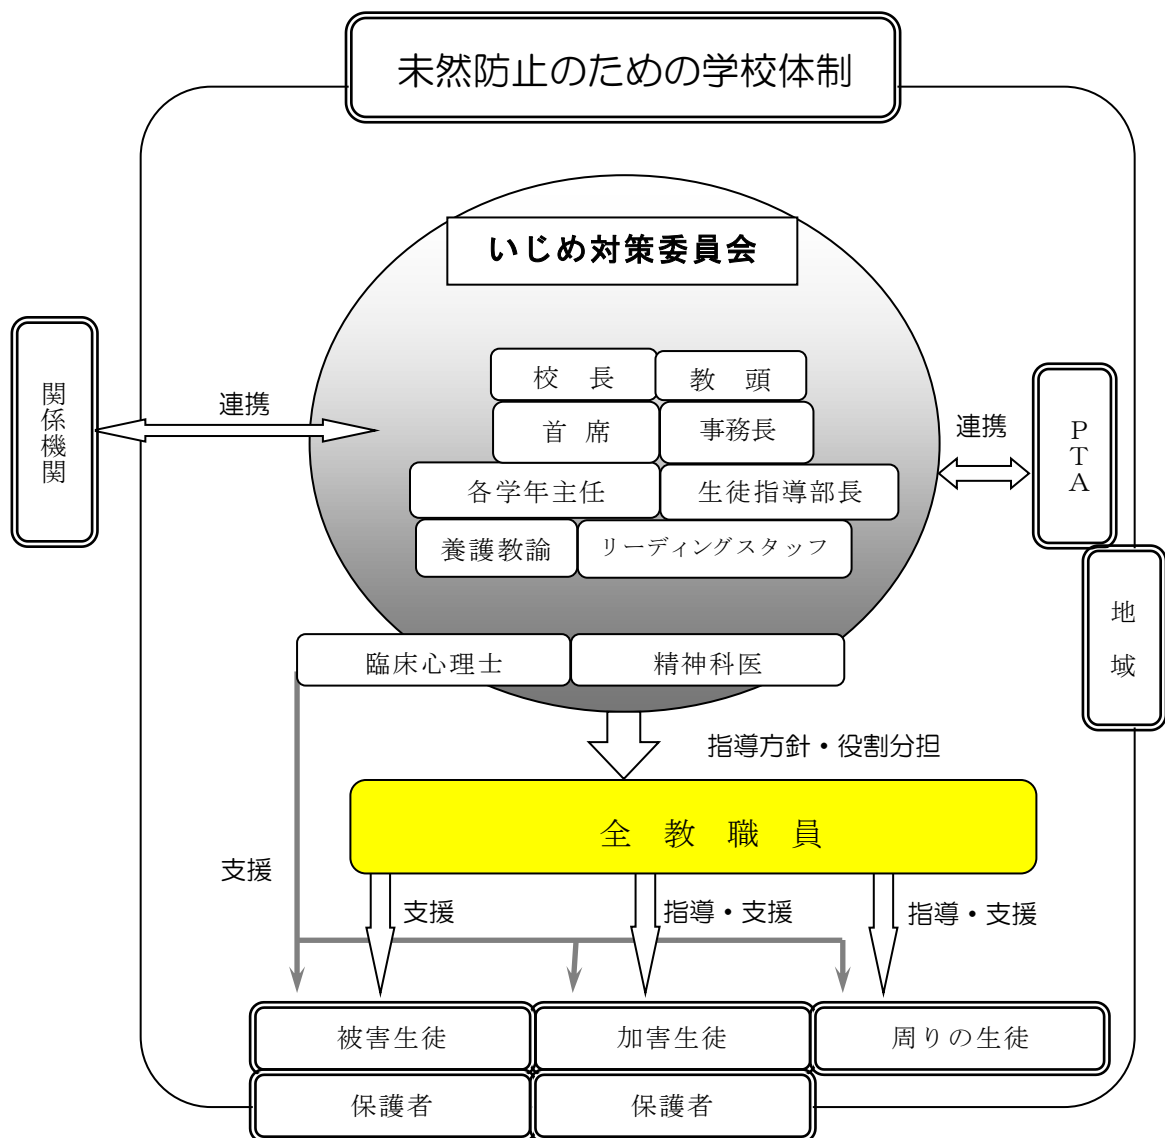 未然防止のための学校体制
いじめ対策委員会
校 長
教 頭
首 席
事務長
各学年主任
生徒指導部長
養護教諭
リーディングスタッフ
臨床心理士
精神科医
関係機関
連携
連携
PTA
地域
指導方針・役割分担
全 教 職 員
支援
支援
指導・支援
指導・支援
被害生徒
加害生徒
周りの生徒
保護者
保護者